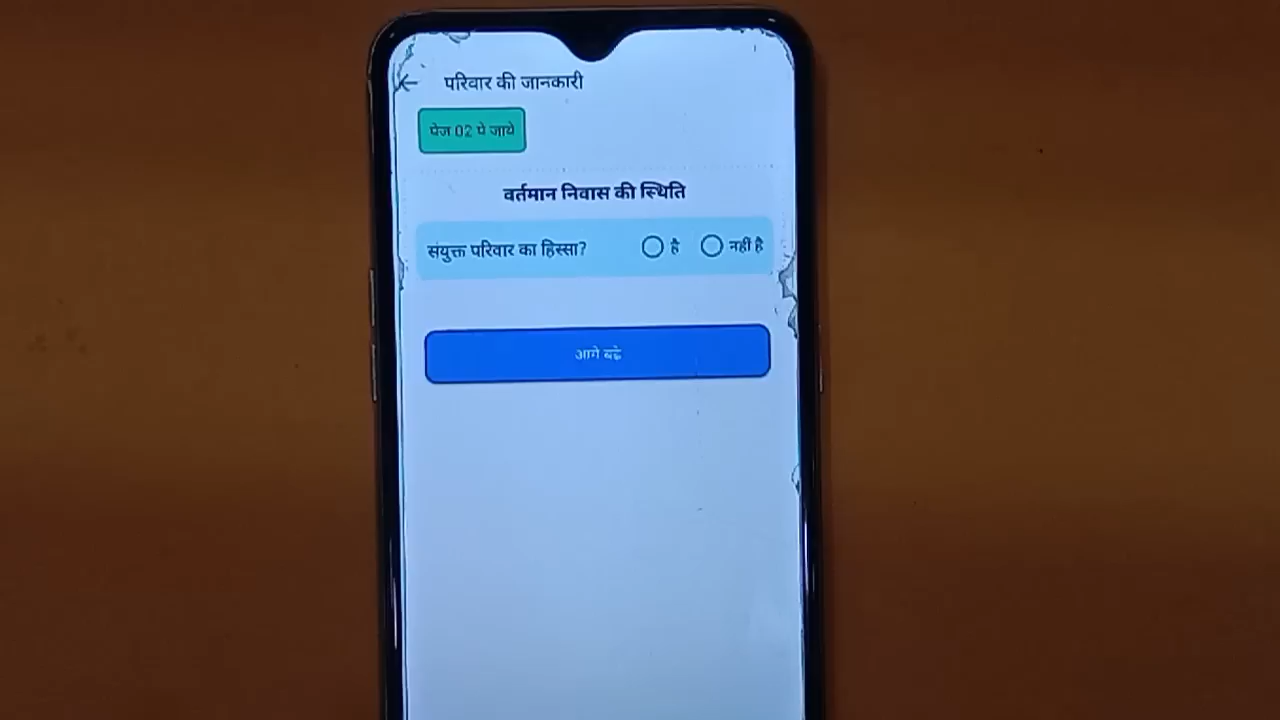 परिवार की जानकारी
पेज 02 पे जाये
वर्तमान निवास की स्थिति
संयुक्त परिवार का हिस्सा? है नहीं है
आगे बढे